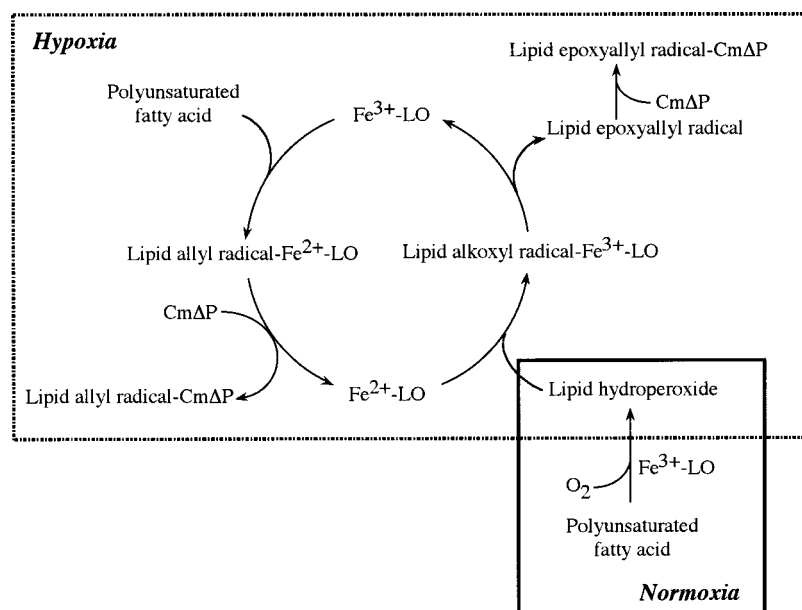 Hypoxia
Lipid epoxyallyl radical-CmΔP
Polyunsaturated
fatty acid
Fe3+-LO
CmΔP
Lipid epoxyallyl radical
Lipid allyl radical-Fe2+-LO
Lipid alkoxyl radical-Fe3+-LO
CmΔP
Lipid allyl radical-CmΔP
Fe2+-LO
Lipid hydroperoxide
O2
Fe3+-LO
Polyunsaturated
fatty acid
Normoxia